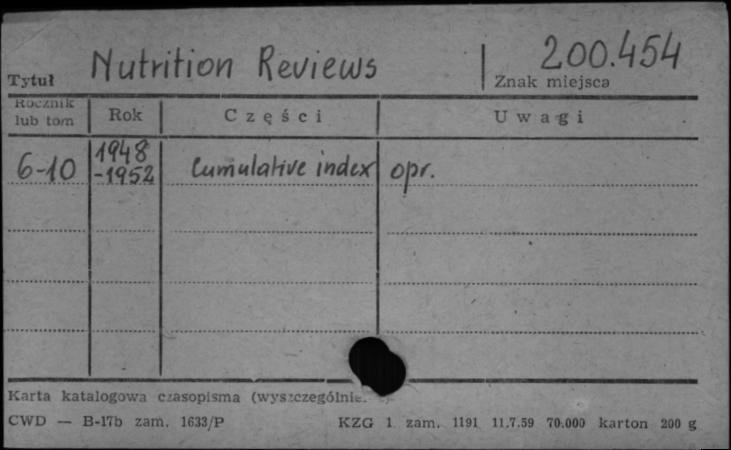 Tytuł Nutrition Reviews 200.454
Znak miejsca
Rocznik lub tom Rok Części Uwagi
6-10 1948 -1952 Cumulative index opr.
Karta katalogowa czasopisma
CWD — B-17b zam. 1633/P KZG 1 zam. 1191 11.7.59 70.000 karton 200 g